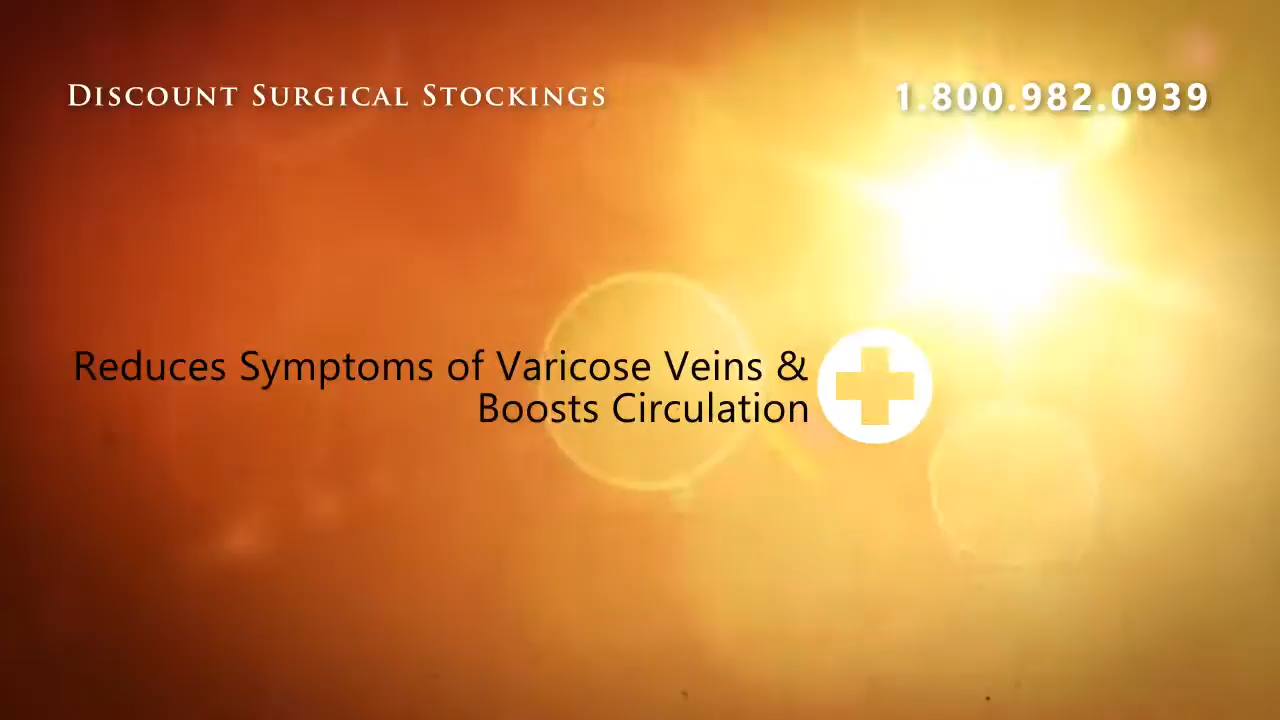 Discount Surgical Stockings
1.800.982.0939
Reduces Symptoms of Varicose Veins &
Boosts Circulation